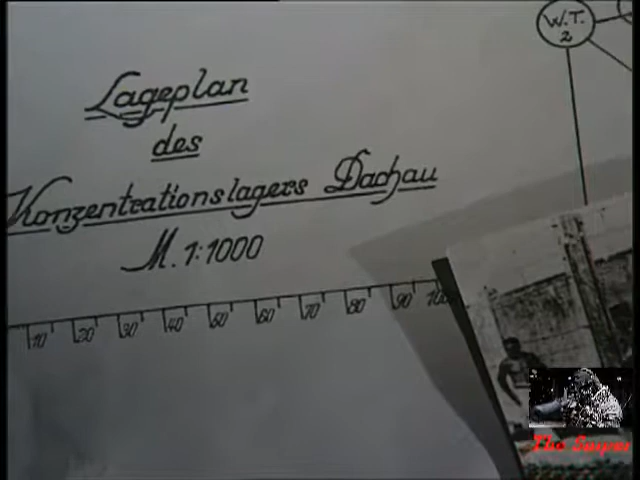 W.T.
2
Lageplan
des
Konzentrationslagers Dachau
M. 1:1000
10 20 30 40 50 60 70 80 90 100
The Sniper